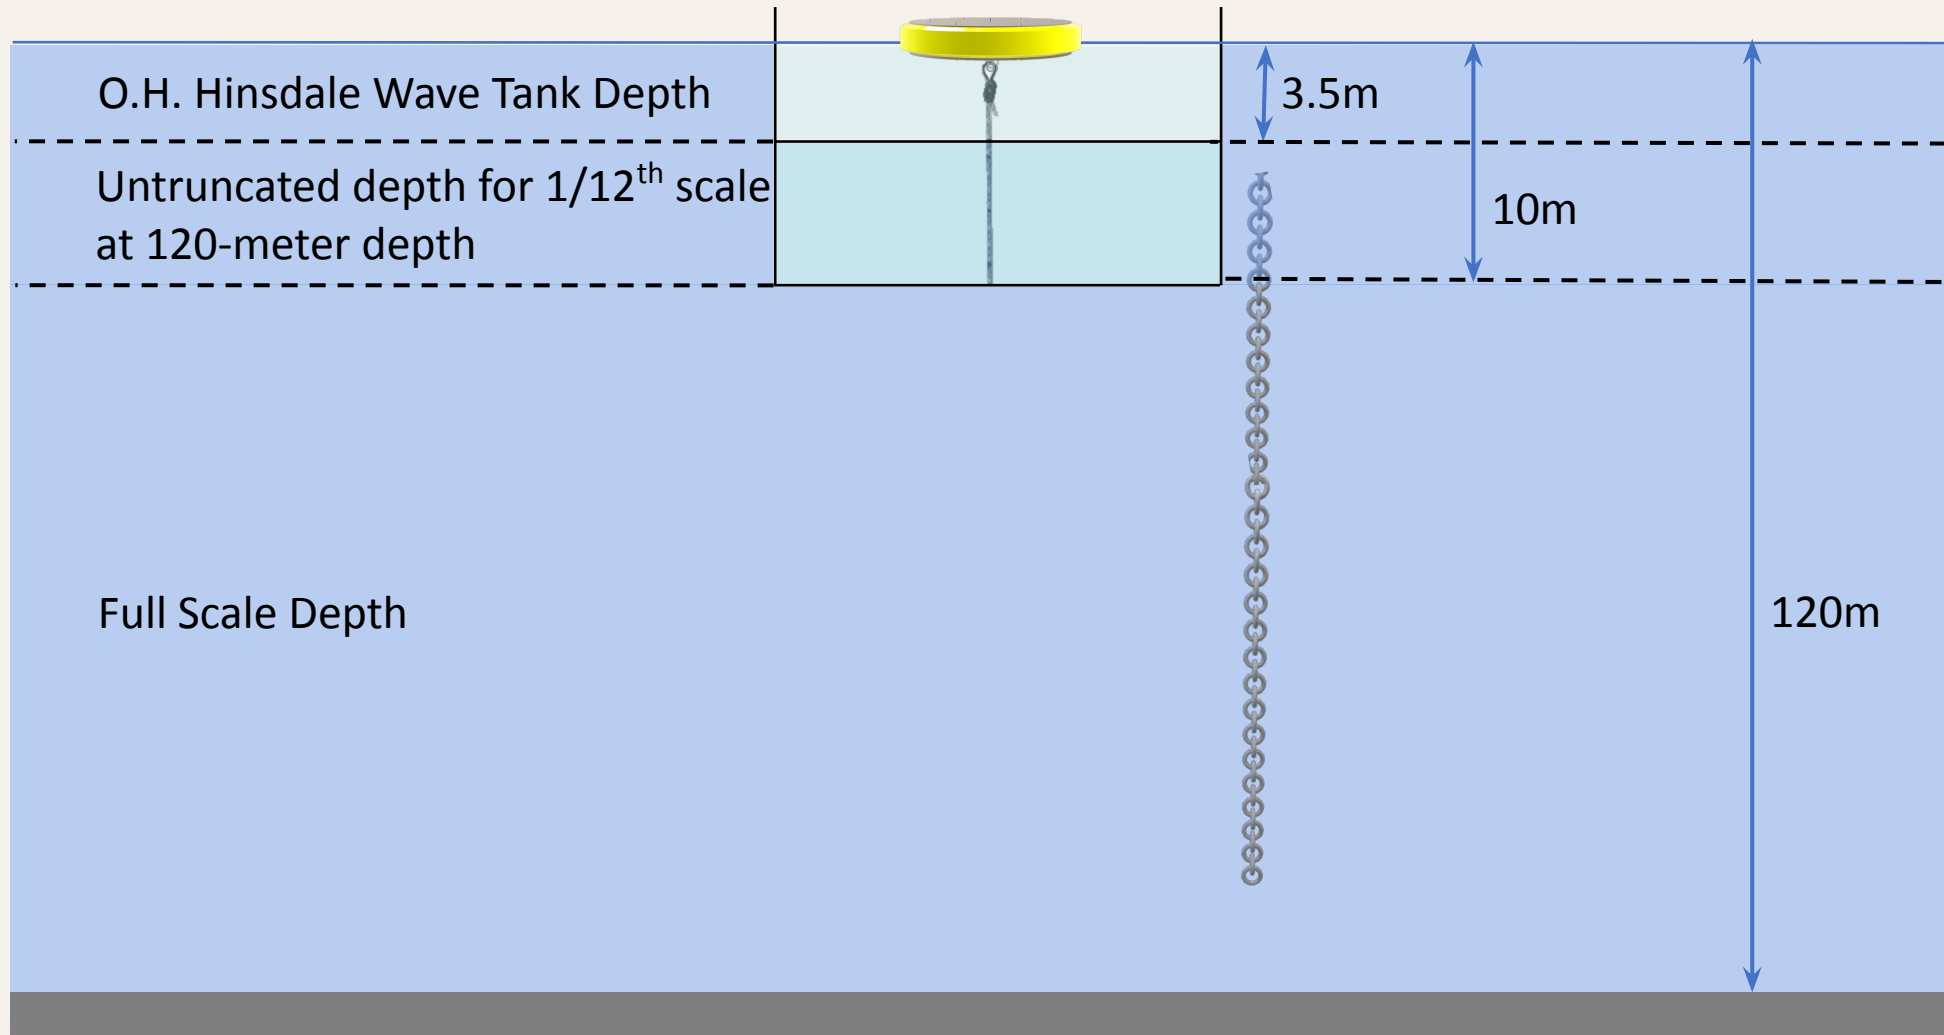 O.H. Hinsdale Wave Tank Depth
3.5m
Untruncated depth for 1/12th scale
at 120-meter depth
10m
Full Scale Depth
120m